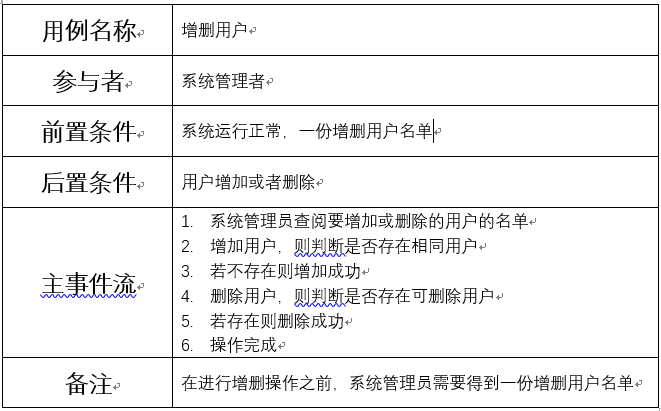 用例名称 增删用户
参与者 系统管理者
前置条件 系统运行正常，一份增删用户名单
后置条件 用户增加或者删除
主事件流
1. 系统管理员查阅要增加或删除的用户的名单
2. 增加用户，则判断是否存在相同用户
3. 若不存在则增加成功
4. 删除用户，则判断是否存在可删除用户
5. 若存在则删除成功
6. 操作完成
备注 在进行增删操作之前，系统管理员需要得到一份增删用户名单